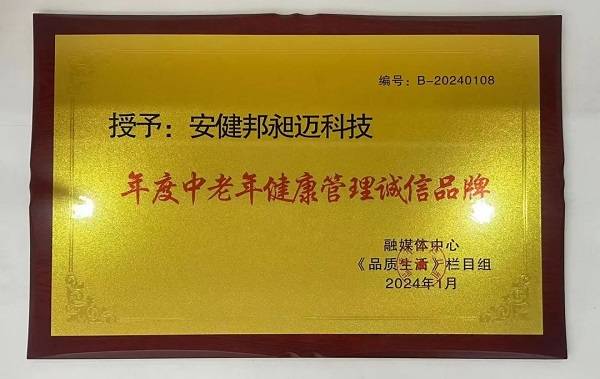 编号：B-20240108
授予：安健邦昶迈科技
年度中老年健康管理诚信品牌
融媒体中心
《品质生活》栏目组
2024年1月